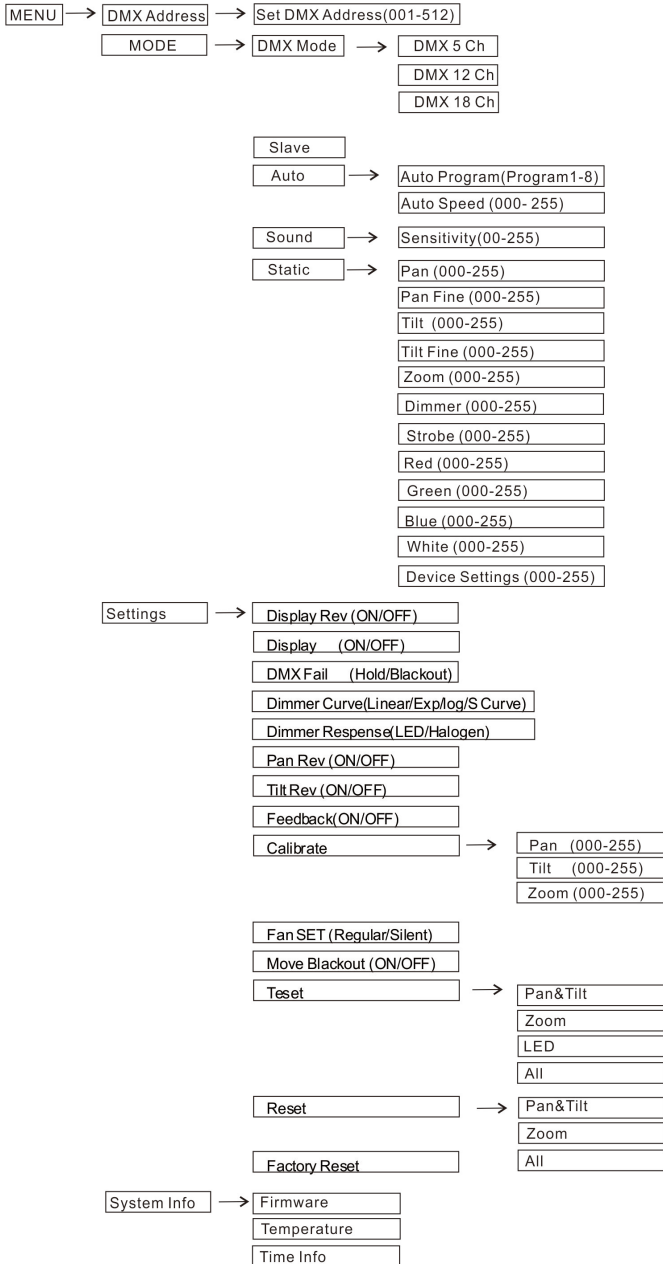 MENU DMX Address Set DMX Address(001-512)
MODE DMX Mode DMX 5 Ch
DMX 12 Ch
DMX 18 Ch
Slave
Auto Auto Program(Program1-8)
Auto Speed (000- 255)
Sound Sensitivity(00-255)
Static Pan (000-255)
Pan Fine (000-255)
Tilt (000-255)
Tilt Fine (000-255)
Zoom (000-255)
Dimmer (000-255)
Strobe (000-255)
Red (000-255)
Green (000-255)
Blue (000-255)
White (000-255)
Device Settings (000-255)
Settings Display Rev (ON/OFF)
Display (ON/OFF)
DMX Fail (Hold/Blackout)
Dimmer Curve(Linear/Exp/log/S Curve)
Dimmer Respense(LED/Halogen)
Pan Rev (ON/OFF)
Tilt Rev (ON/OFF)
Feedback(ON/OFF)
Calibrate Pan (000-255)
Tilt (000-255)
Zoom (000-255)
Fan SET (Regular/Silent)
Move Blackout (ON/OFF)
Teset Pan&Tilt
Zoom
LED
All
Reset Pan&Tilt
Zoom
Factory Reset All
System Info Firmware
Temperature
Time Info